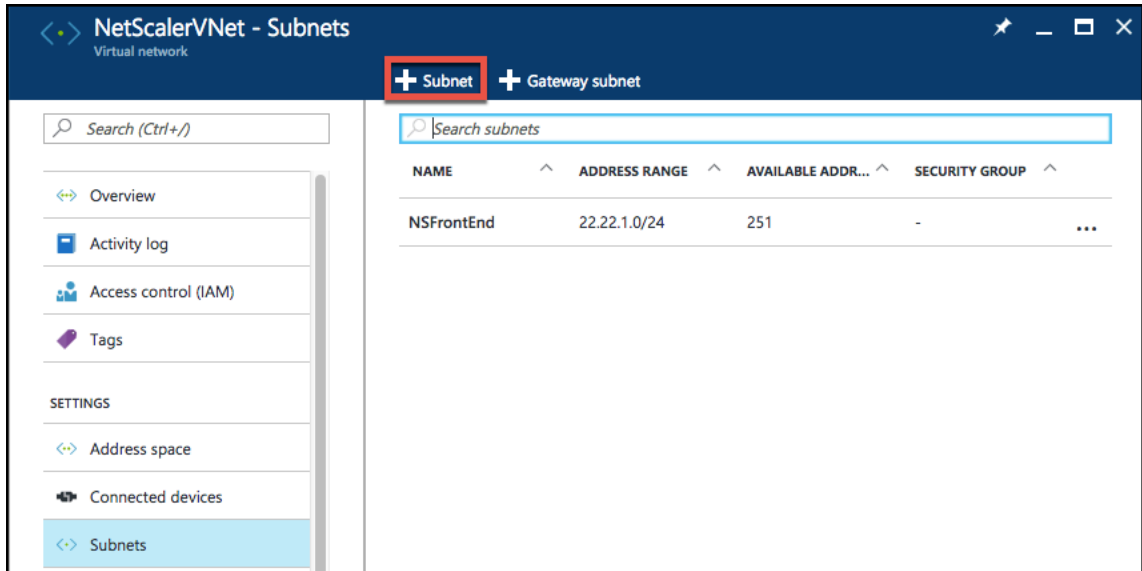 NetScalerVNet - Subnets
Virtual network
Subnet
Gateway subnet
Search (Ctrl+/)
Overview
Activity log
Access control (IAM)
Tags
SETTINGS
Address space
Connected devices
Subnets
Search subnets
NAME ADDRESS RANGE AVAILABLE ADDR... SECURITY GROUP
NSFrontEnd 22.22.1.0/24 251 - ...